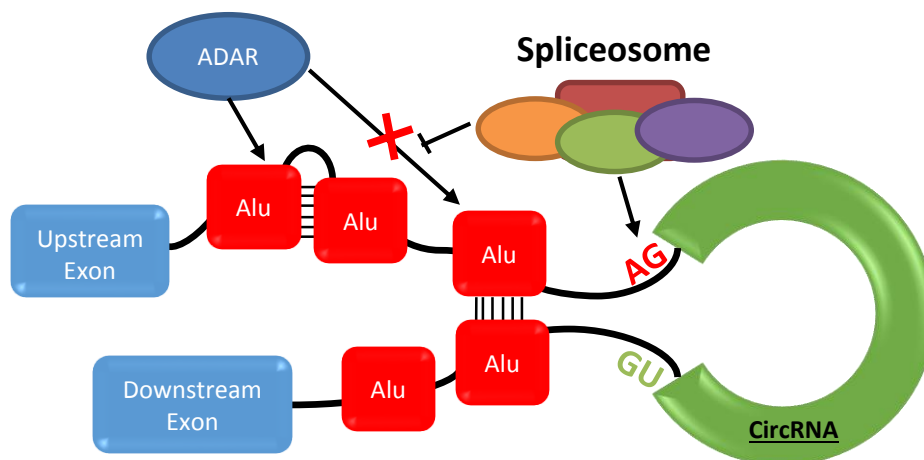 ADAR
Spliceosome
Alu
Alu
Upstream
Exon
Alu
AG
Alu
GU
Downstream
Exon
Alu
CircRNA